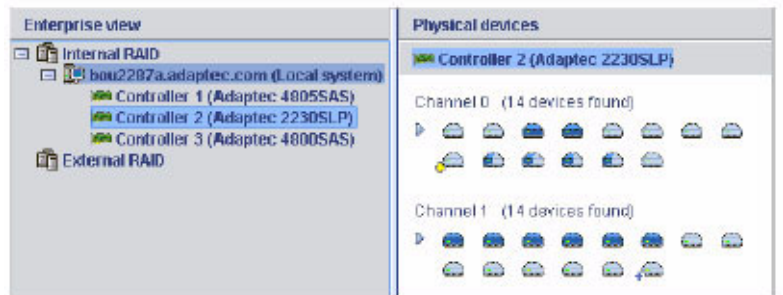 Enterprise view
Internal RAID
bou2287a.adaptec.com (Local system)
Controller 1 (Adaptec 4805SAS)
Controller 2 (Adaptec 2230SLP)
Controller 3 (Adaptec 4800SAS)
External RAID
Physical devices
Controller 2 (Adaptec 2230SLP)
Channel 0 (14 devices found)
Channel 1 (14 devices found)